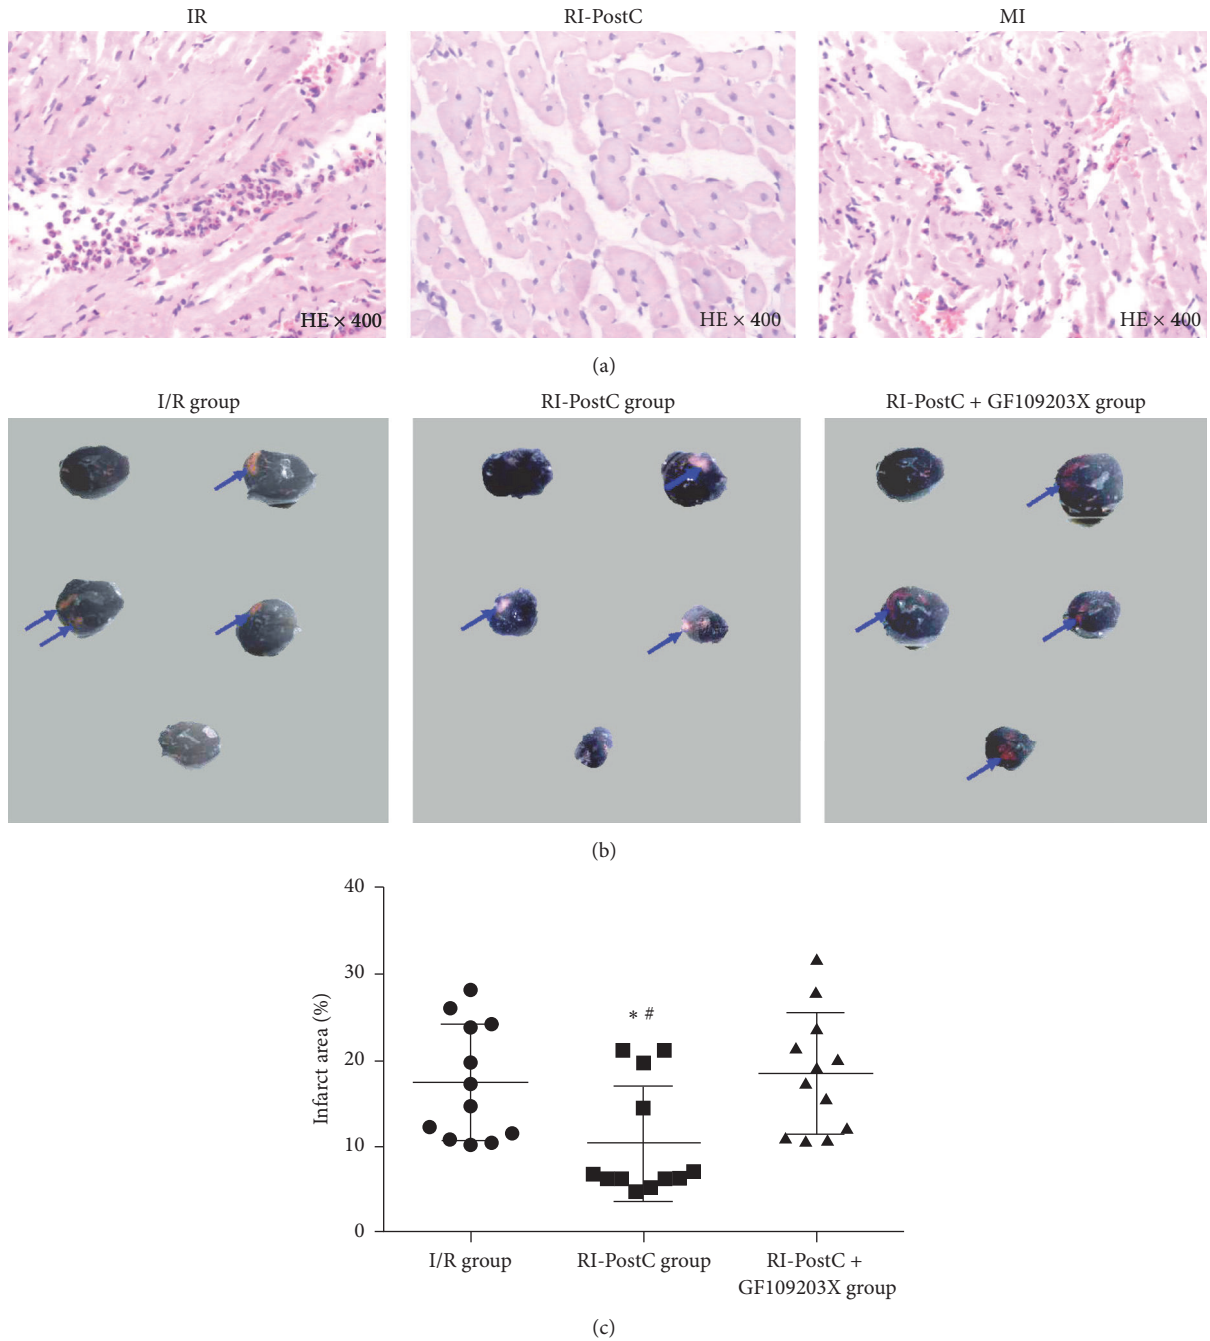 IR
RI-PostC
MI
HE × 400
HE × 400
HE × 400
(a)
I/R group
RI-PostC group
RI-PostC + GF109203X group
(b)
40
30
20
10
0
Infarct area (%)
* #
I/R group
RI-PostC group
RI-PostC +
GF109203X group
(c)